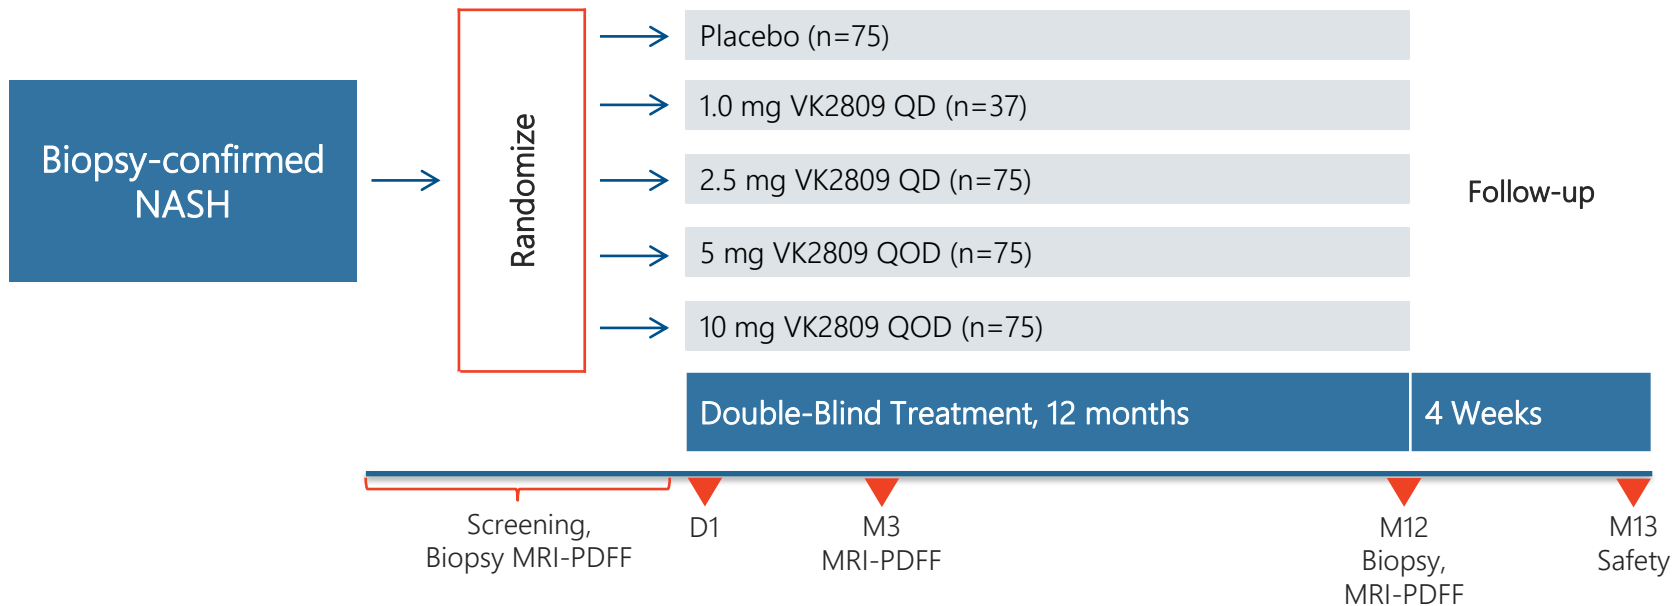 Biopsy-confirmed
NASH
Randomize
Placebo (n=75)
1.0 mg VK2809 QD (n=37)
2.5 mg VK2809 QD (n=75)
5 mg VK2809 QOD (n=75)
10 mg VK2809 QOD (n=75)
Follow-up
Double-Blind Treatment, 12 months
4 Weeks
Screening,
Biopsy MRI-PDFF
D1
M3
MRI-PDFF
M12
Biopsy,
MRI-PDFF
M13
Safety